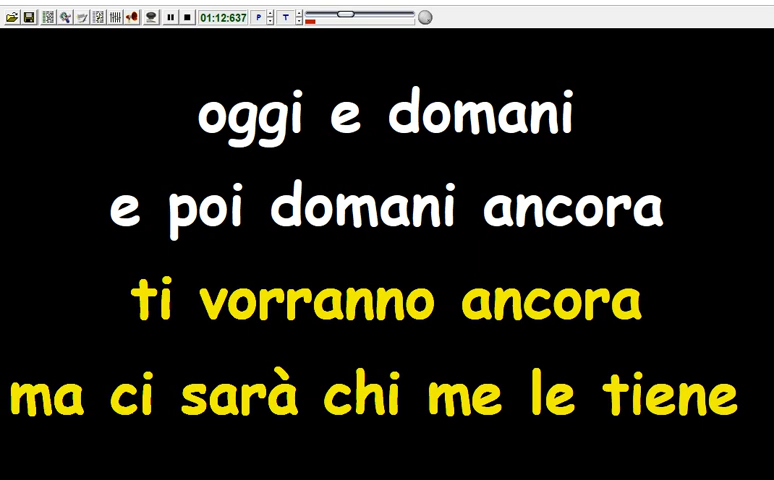 01:12:637 P T
oggi e domani
e poi domani ancora
ti vorranno ancora
ma ci sarà chi me le tiene